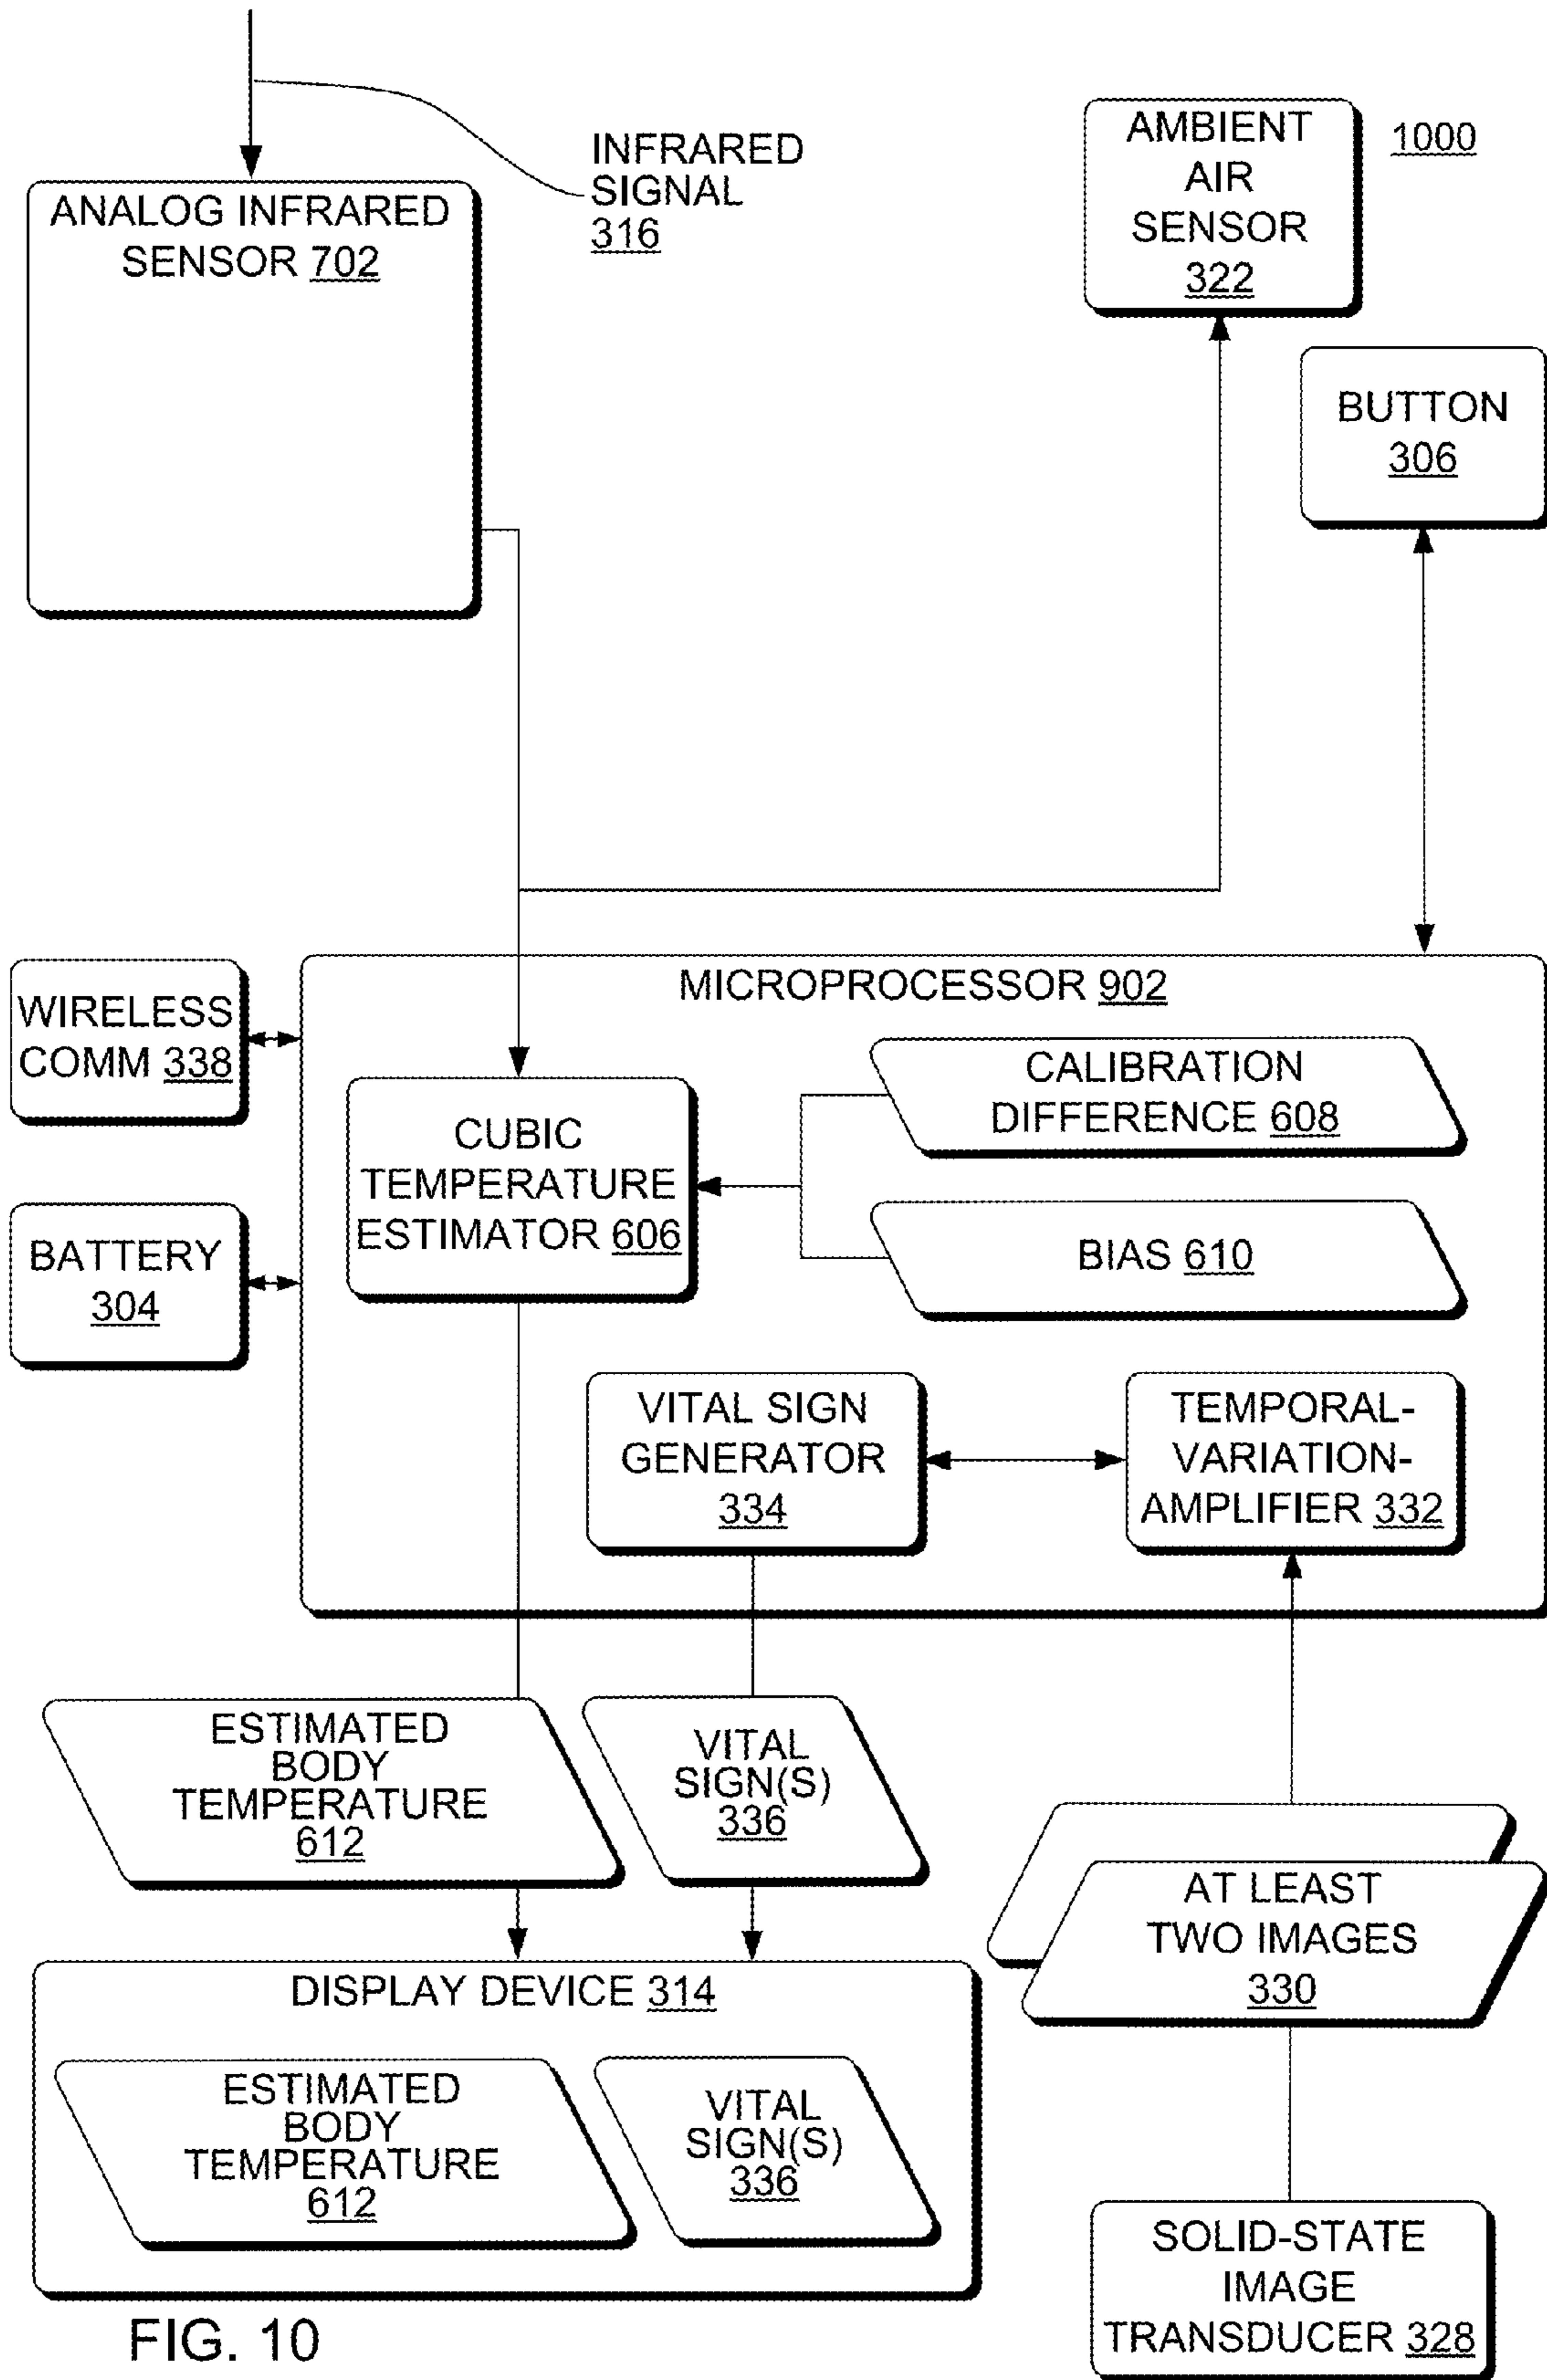 INFRARED
SIGNAL
316
ANALOG INFRARED
SENSOR 702
AMBIENT
AIR
SENSOR
322
1000
BUTTON
306
WIRELESS
COMM 338
BATTERY
304
MICROPROCESSOR 902
CUBIC
TEMPERATURE
ESTIMATOR 606
CALIBRATION
DIFFERENCE 608
BIAS 610
VITAL SIGN
GENERATOR
334
TEMPORAL-
VARIATION-
AMPLIFIER 332
ESTIMATED
BODY
TEMPERATURE
612
VITAL
SIGN(S)
336
AT LEAST
TWO IMAGES
330
DISPLAY DEVICE 314
ESTIMATED
BODY
TEMPERATURE
612
VITAL
SIGN(S)
336
SOLID-STATE
IMAGE
TRANSDUCER 328
FIG. 10